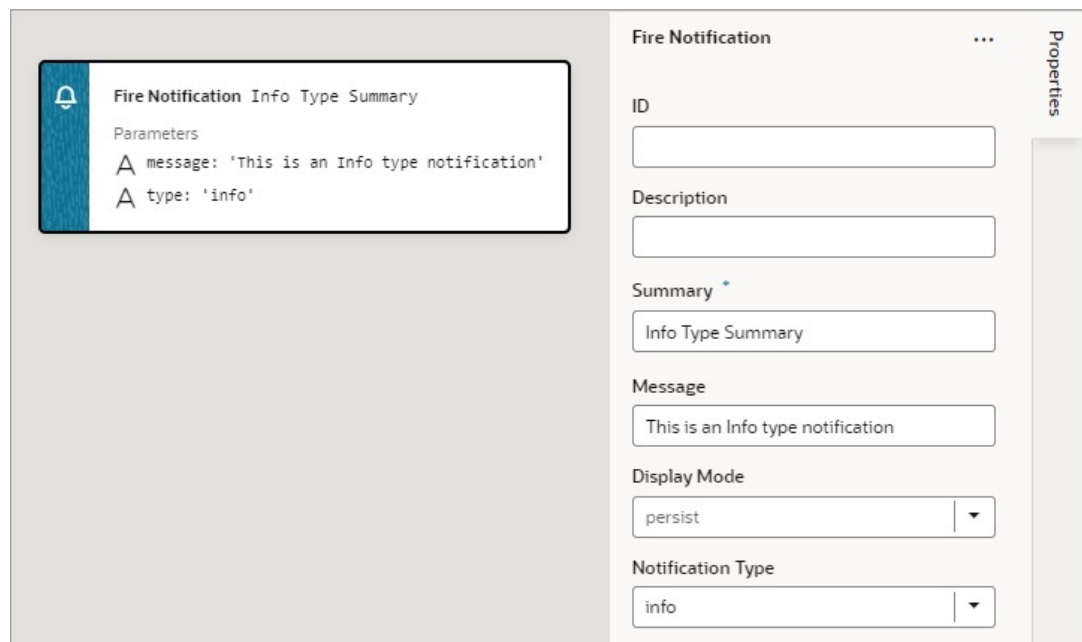 Fire Notification Info Type Summary
Parameters
A message: 'This is an Info type notification'
A type: 'info'
Fire Notification
...
Properties
ID
Description
Summary *
Info Type Summary
Message
This is an Info type notification
Display Mode
persist
Notification Type
info